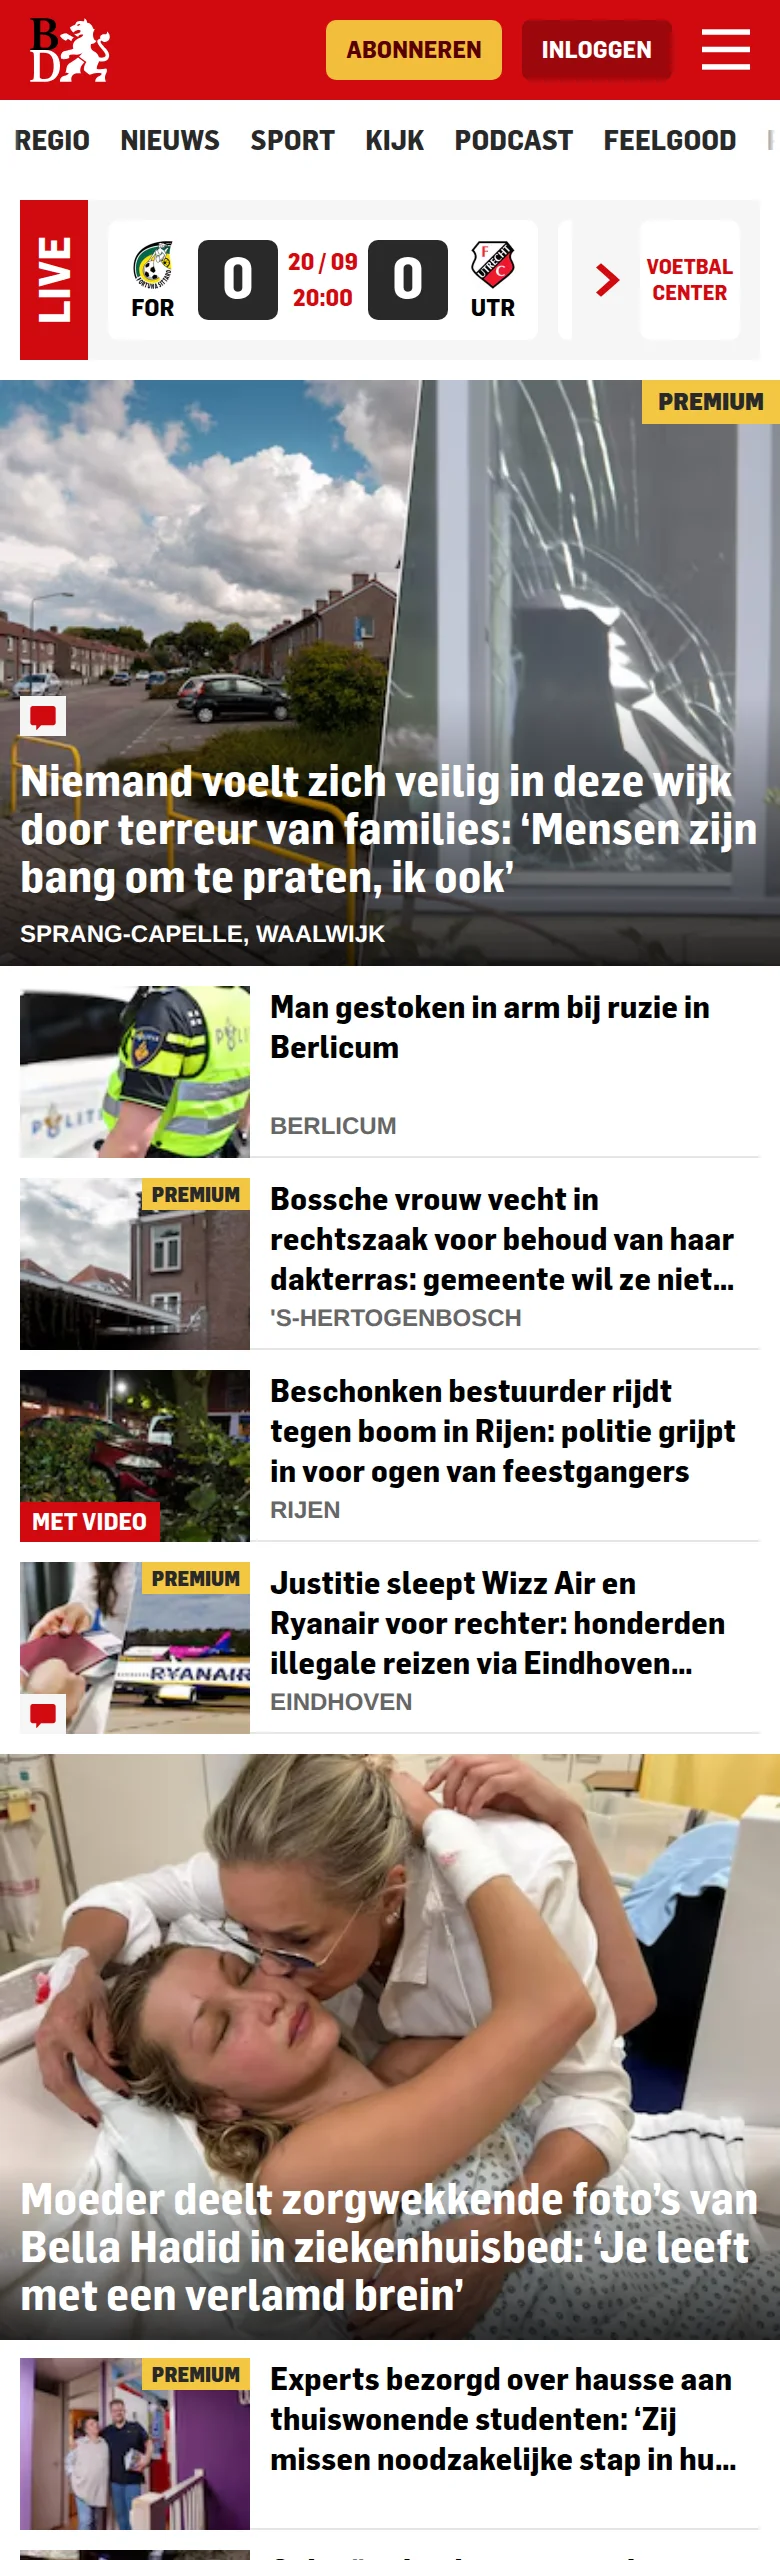 BD
ABONNEREN
INLOGGEN
REGIO NIEUWS SPORT KIJK PODCAST FEELGOOD
LIVE
FORTUNA SITTARD
FOR
0
20 / 09
20:00
0
FC UTRECHT
UTR
VOETBAL
CENTER
PREMIUM
Niemand voelt zich veilig in deze wijk
door terreur van families: ‘Mensen zijn
bang om te praten, ik ook’
SPRANG-CAPELLE, WAALWIJK
Man gestoken in arm bij ruzie in
Berlicum
BERLICUM
PREMIUM
Bossche vrouw vecht in
rechtszaak voor behoud van haar
dakterras: gemeente wil ze niet...
'S-HERTOGENBOSCH
MET VIDEO
Beschonken bestuurder rijdt
tegen boom in Rijen: politie grijpt
in voor ogen van feestgangers
RIJEN
PREMIUM
RYANAIR
Justitie sleept Wizz Air en
Ryanair voor rechter: honderden
illegale reizen via Eindhoven...
EINDHOVEN
Moeder deelt zorgwekkende foto’s van
Bella Hadid in ziekenhuisbed: ‘Je leeft
met een verlamd brein’
PREMIUM
Experts bezorgd over hausse aan
thuiswonende studenten: ‘Zij
missen noodzakelijke stap in hu...